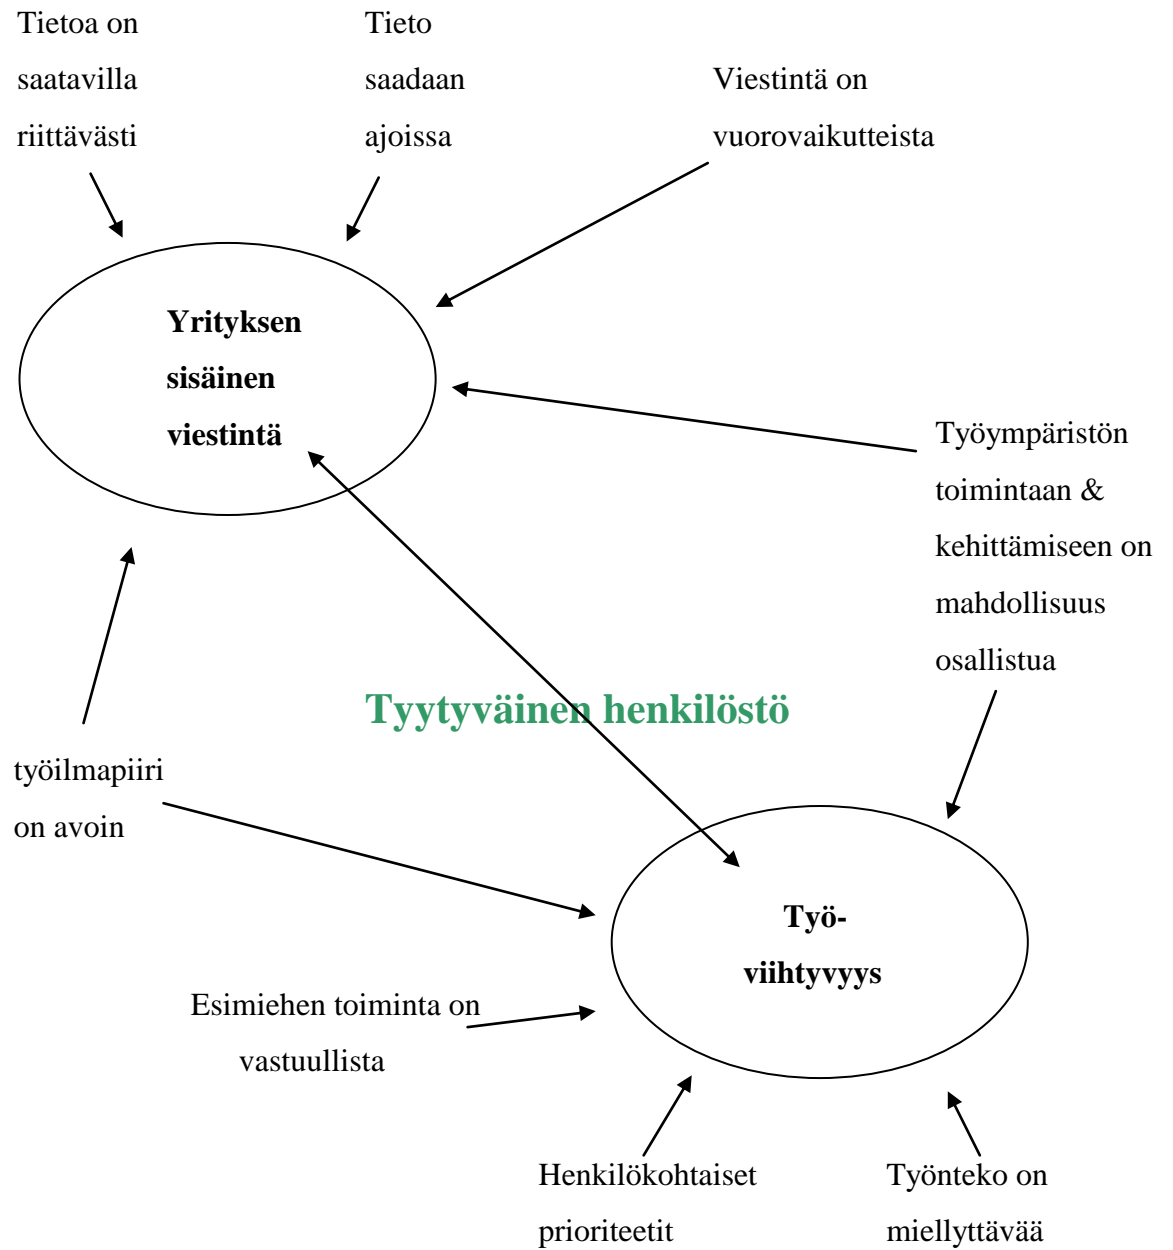 Tietoa on
saatavilla
riittävästi
Tieto
saadaan
ajoissa
Viestintä on
vuorovaikutteista
Yrityksen
sisäinen
viestintä
Työympäristön
toimintaan &
kehittämiseen on
mahdollisuus
osallistua
Tyytyväinen henkilöstö
työilmapiiri
on avoin
Työ-
viihtyvyys
Esimiehen toiminta on
vastuullista
Henkilökohtaiset
prioriteetit
Työnteko on
miellyttävää